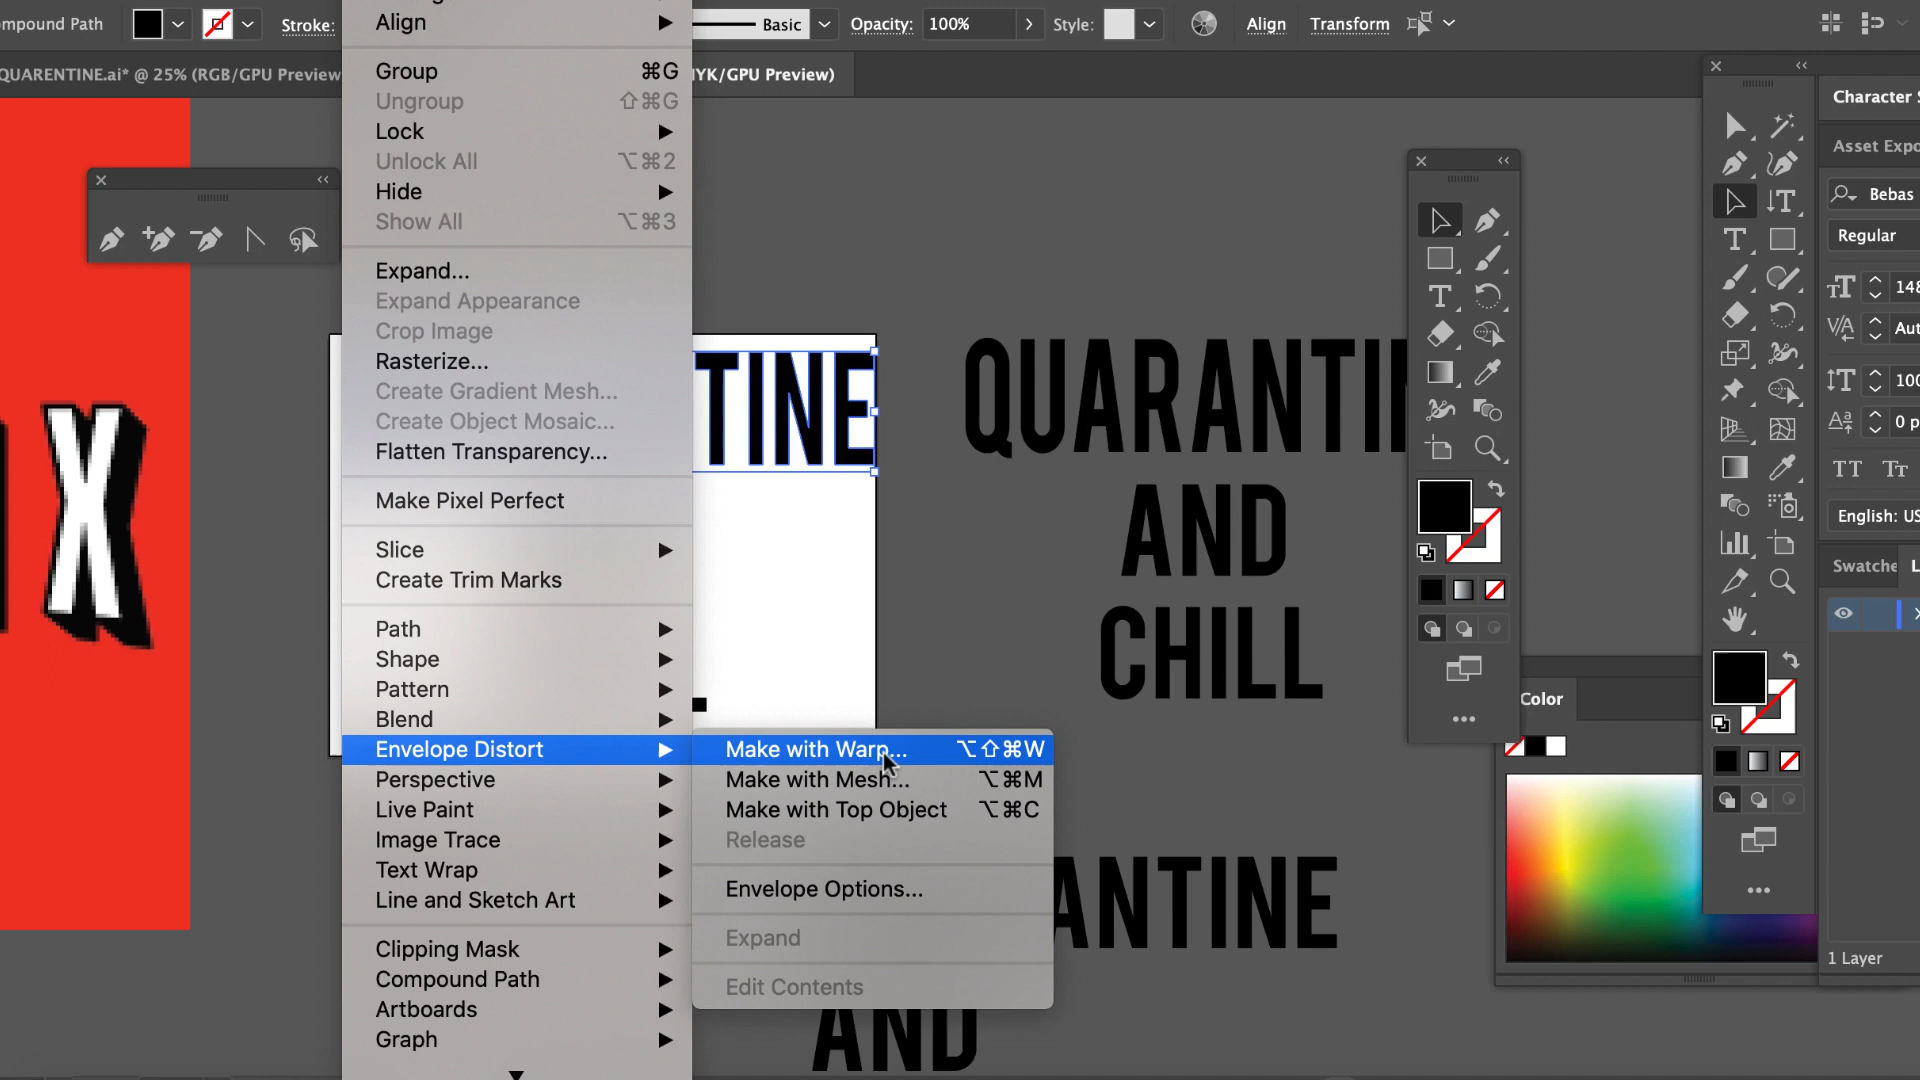 mpound Path
Stroke:
Basic
Opacity: 100%
Style:
Align
Transform
QUARENTINE.ai* @ 25% (RGB/GPU Preview
YK/GPU Preview)
Align
Group ⌘G
Ungroup ⇧⌘G
Lock
Unlock All ⌥⌘2
Hide
Show All ⌥⌘3
Expand...
Expand Appearance
Crop Image
Rasterize...
Create Gradient Mesh...
Create Object Mosaic...
Flatten Transparency...
Make Pixel Perfect
Slice
Create Trim Marks
Path
Shape
Pattern
Blend
Envelope Distort
Perspective
Live Paint
Image Trace
Text Wrap
Line and Sketch Art
Clipping Mask
Compound Path
Artboards
Graph
Make with Warp... ⌥⇧⌘W
Make with Mesh... ⌥⌘M
Make with Top Object ⌥⌘C
Release
Envelope Options...
Expand
Edit Contents
X
TINE
QUARANTIN
AND
CHILL
ANTINE
AND
Color
Character S
Asset Expo
Bebas
Regular
148
Aut
100
0 p
TT Tr
English: US
Swatche L
1 Layer